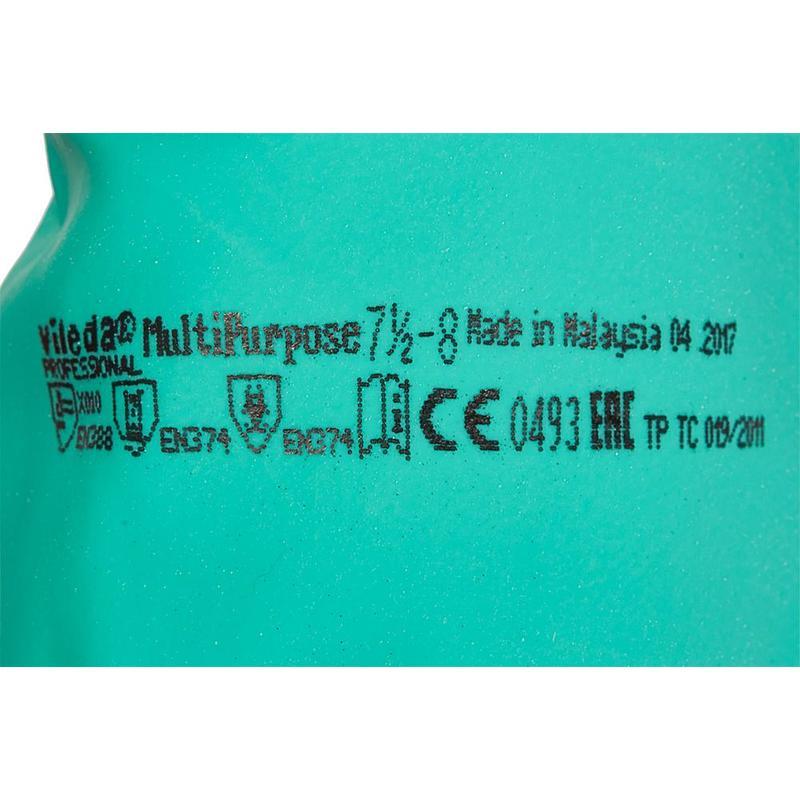 Vileda® MultiPurpose 7½-8 Made in Malaysia 04 2017
PROFESSIONAL
X010
EN388 EN374 EN374 CE 0493 EAC TP TC 019/2011